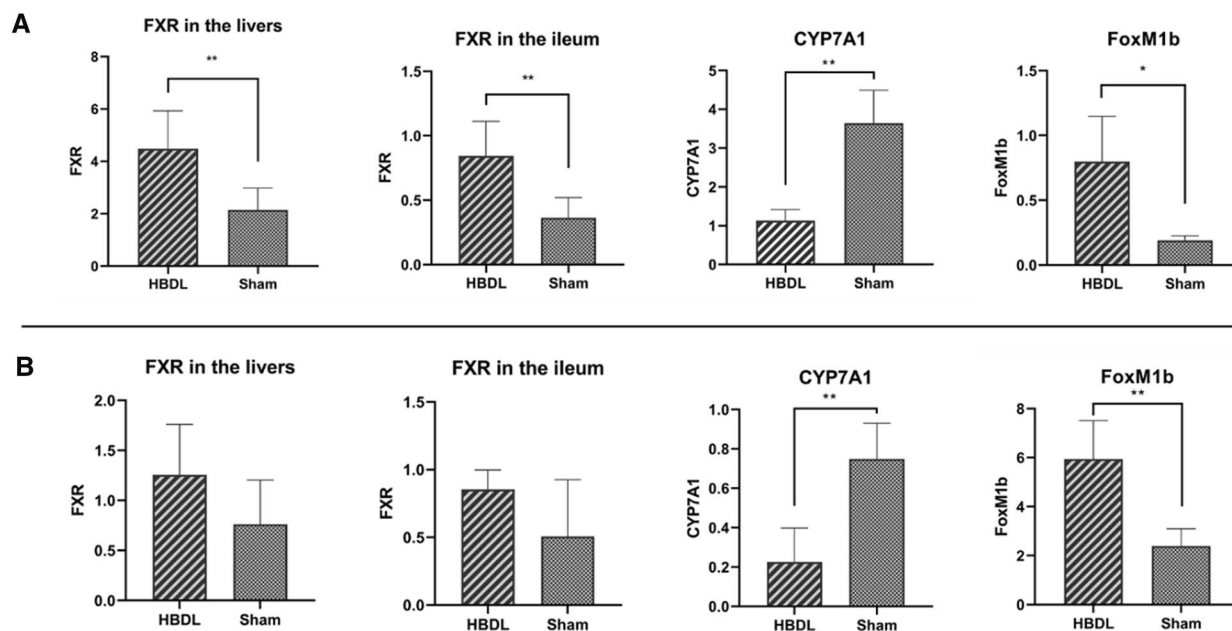 A
FXR in the livers
**
8
6
4
2
0
FXR
HBDL
Sham
FXR in the ileum
**
1.5
1.0
0.5
0.0
FXR
HBDL
Sham
CYP7A1
**
5
4
3
2
1
0
CYP7A1
HBDL
Sham
FoxM1b
*
1.5
1.0
0.5
0.0
FoxM1b
HBDL
Sham
B
FXR in the livers
2.0
1.5
1.0
0.5
0.0
FXR
HBDL
Sham
FXR in the ileum
1.5
1.0
0.5
0.0
FXR
HBDL
Sham
CYP7A1
**
1.0
0.8
0.6
0.4
0.2
0.0
CYP7A1
HBDL
Sham
FoxM1b
**
8
6
4
2
0
FoxM1b
HBDL
Sham